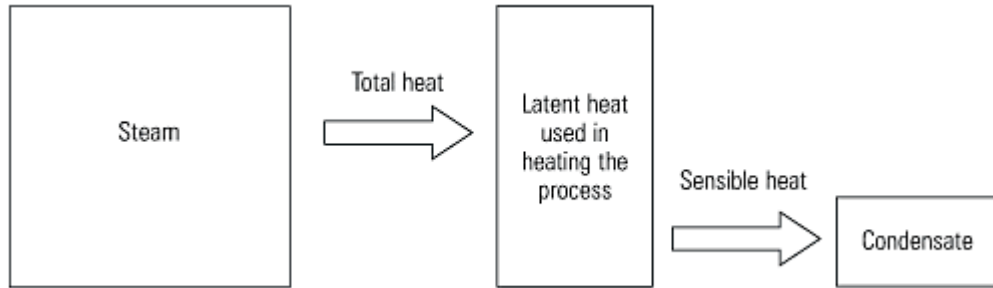 Steam
Total heat
Latent heat
used in
heating the
process
Sensible heat
Condensate